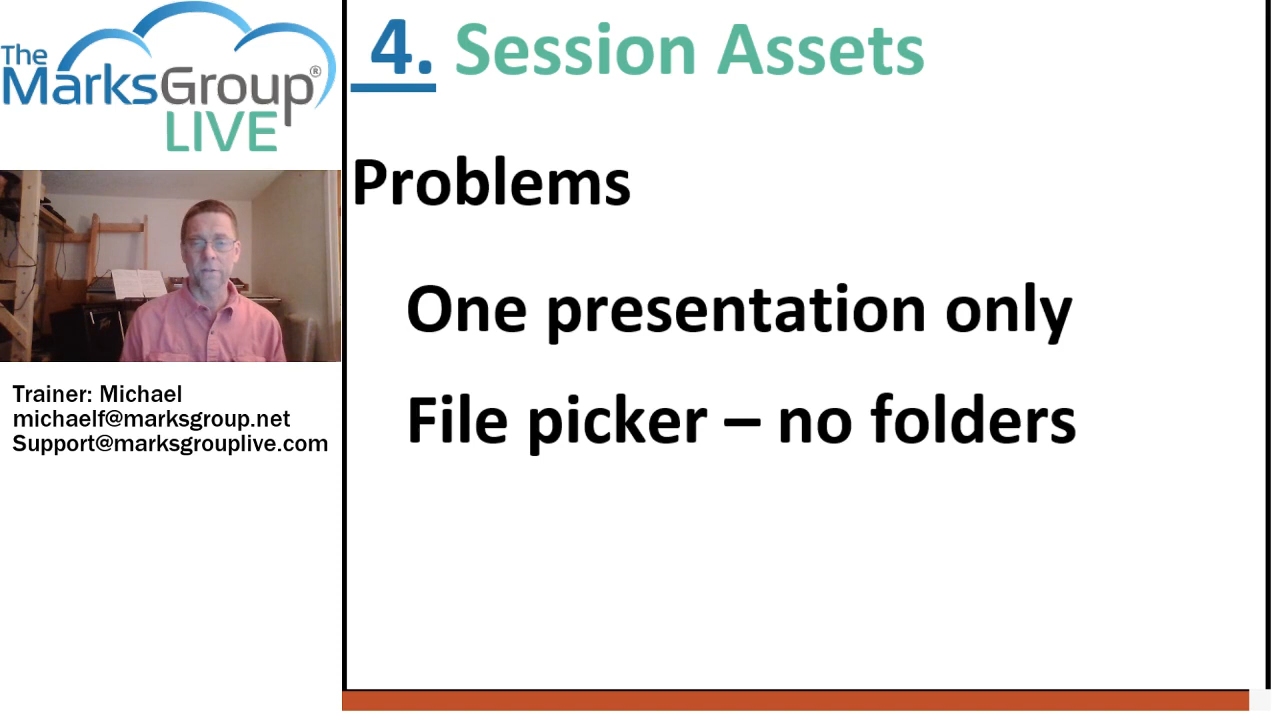 The
MarksGroup®
LIVE
Trainer: Michael
michaelf@marksgroup.net
Support@marksgrouplive.com
4. Session Assets
Problems
One presentation only
File picker – no folders